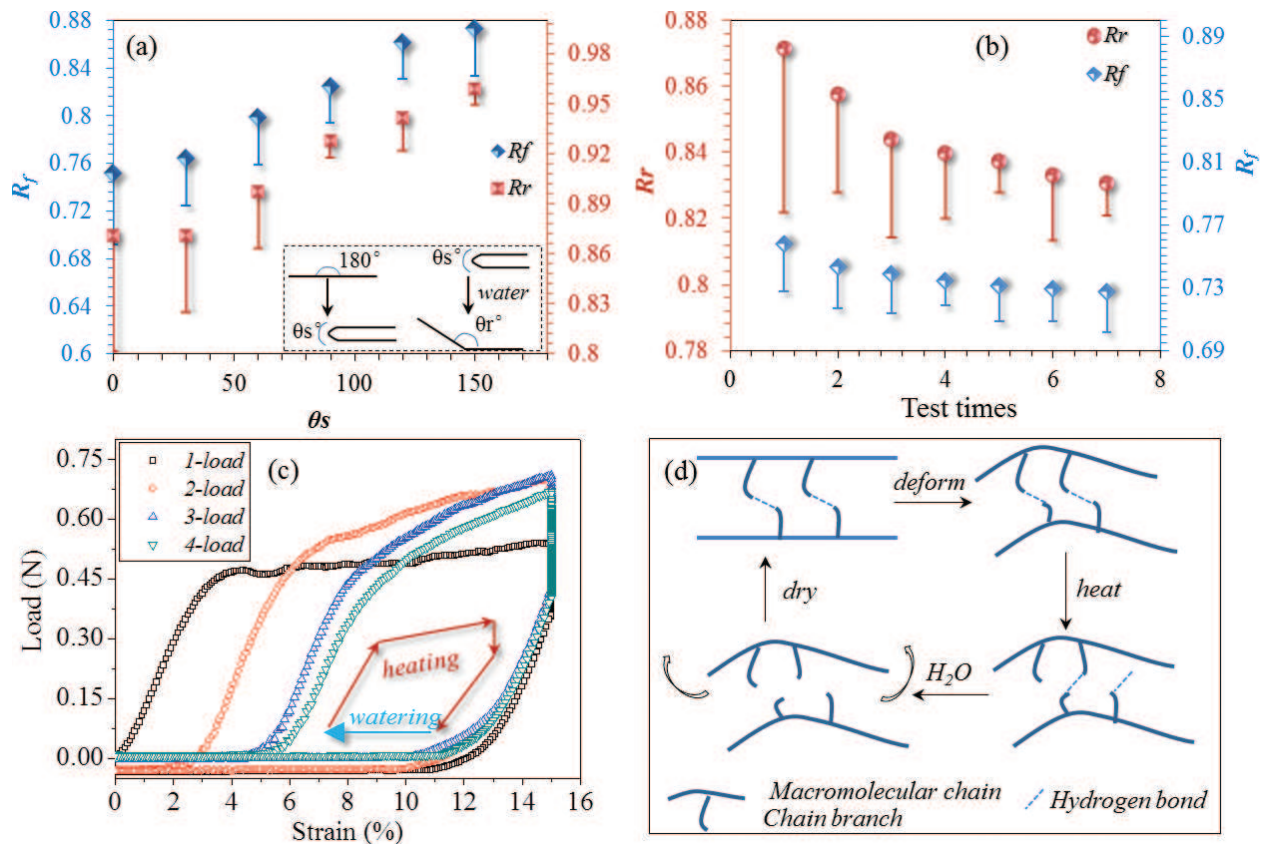 (a)
0.88
0.84
0.8
0.76
0.72
0.68
0.64
0.6
Rf
0.98
0.95
0.92
0.89
0.86
0.83
0.8
Rf
Rr
180°
θs°
θs°
water
θr°
0 50 100 150
θs
(b)
0.88
0.86
0.84
0.82
0.8
0.78
Rr
Rr
Rf
0.89
0.85
0.81
0.77
0.73
0.69
Rf
0 2 4 6 8
Test times
(c)
1-load
2-load
3-load
4-load
0.75
0.60
0.45
0.30
0.15
0.00
Load (N)
heating
watering
0 2 4 6 8 10 12 14 16
Strain (%)
(d)
deform
dry
heat
H2O
Macromolecular chain
Chain branch
Hydrogen bond